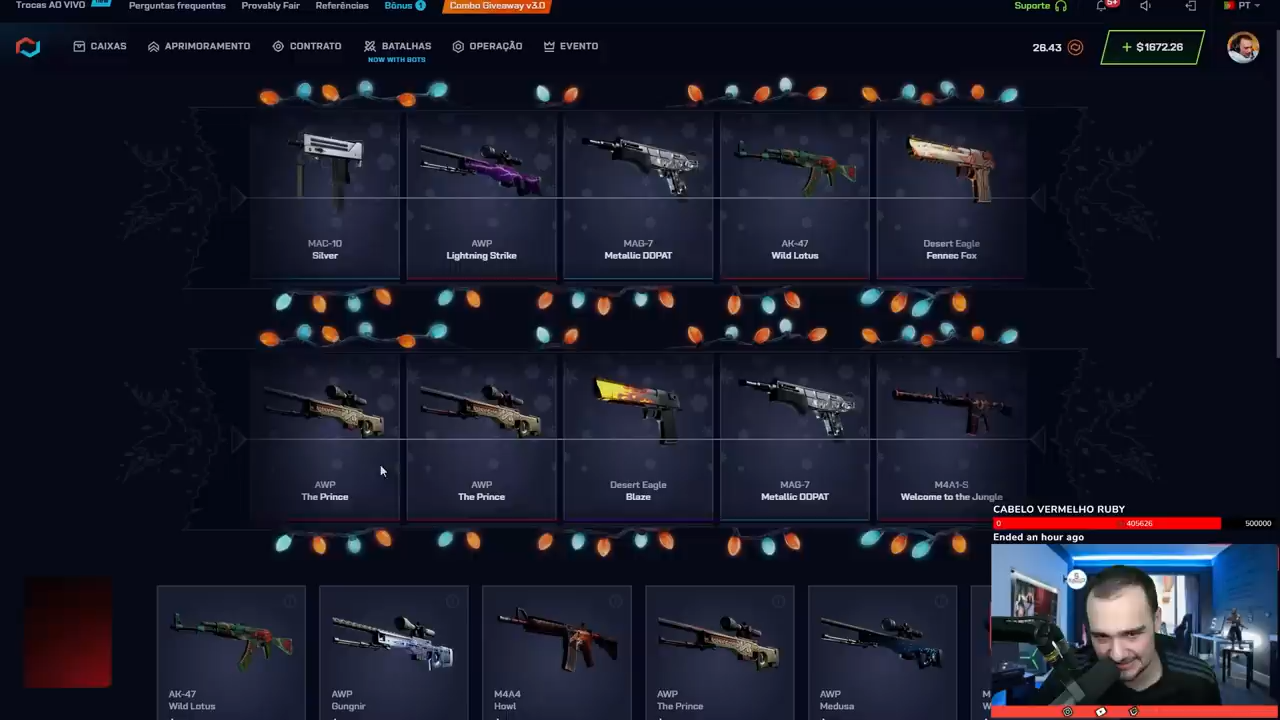 Trocas AO VIVO
Perguntas frequentes
Provably Fair
Referências
Bônus 1
Combo Giveaway v3.0
Suporte
5+
PT
CAIXAS
APRIMORAMENTO
CONTRATO
BATALHAS
NOW WITH BOTS
OPERAÇÃO
EVENTO
26.43
+ $1672.26
MAC-10
Silver
AWP
Lightning Strike
MAG-7
Metallic DDPAT
AK-47
Wild Lotus
Desert Eagle
Fennec Fox
AWP
The Prince
AWP
The Prince
Desert Eagle
Blaze
MAG-7
Metallic DDPAT
M4A1-S
Welcome to the Jungle
CABELO VERMELHO RUBY
0 405626 500000
Ended an hour ago
AK-47
Wild Lotus
AWP
Gungnir
M4A4
Howl
AWP
The Prince
AWP
Medusa